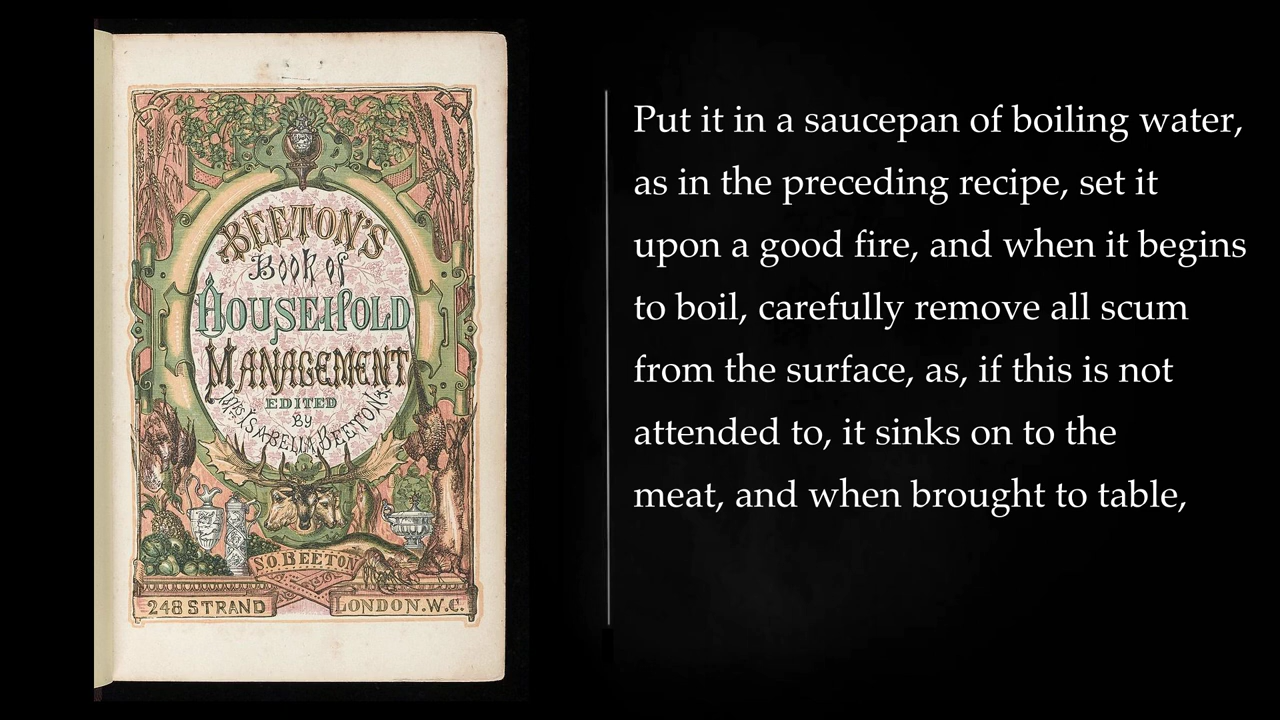 BEETON'S
Book of
HOUSEHOLD
MANAGEMENT
EDITED
By
MRS ISABELLA BEETON
S.O. BEETON
248 STRAND
LONDON. W.C.
Put it in a saucepan of boiling water,
as in the preceding recipe, set it
upon a good fire, and when it begins
to boil, carefully remove all scum
from the surface, as, if this is not
attended to, it sinks on to the
meat, and when brought to table,